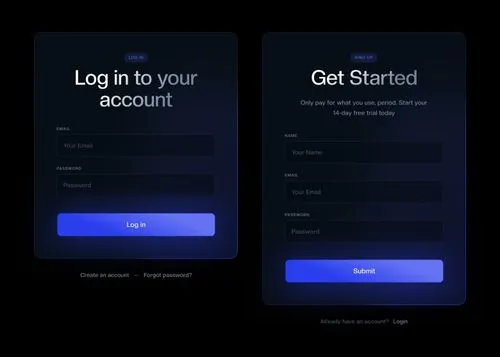 LOG IN
Log in to your
account
EMAIL
Your Email
PASSWORD
Password
Log in
Create an account – Forgot password?
SIGN UP
Get Started
Only pay for what you use, period. Start your
14-day free trial today
NAME
Your Name
EMAIL
Your Email
PASSWORD
Password
Submit
Already have an account? Login